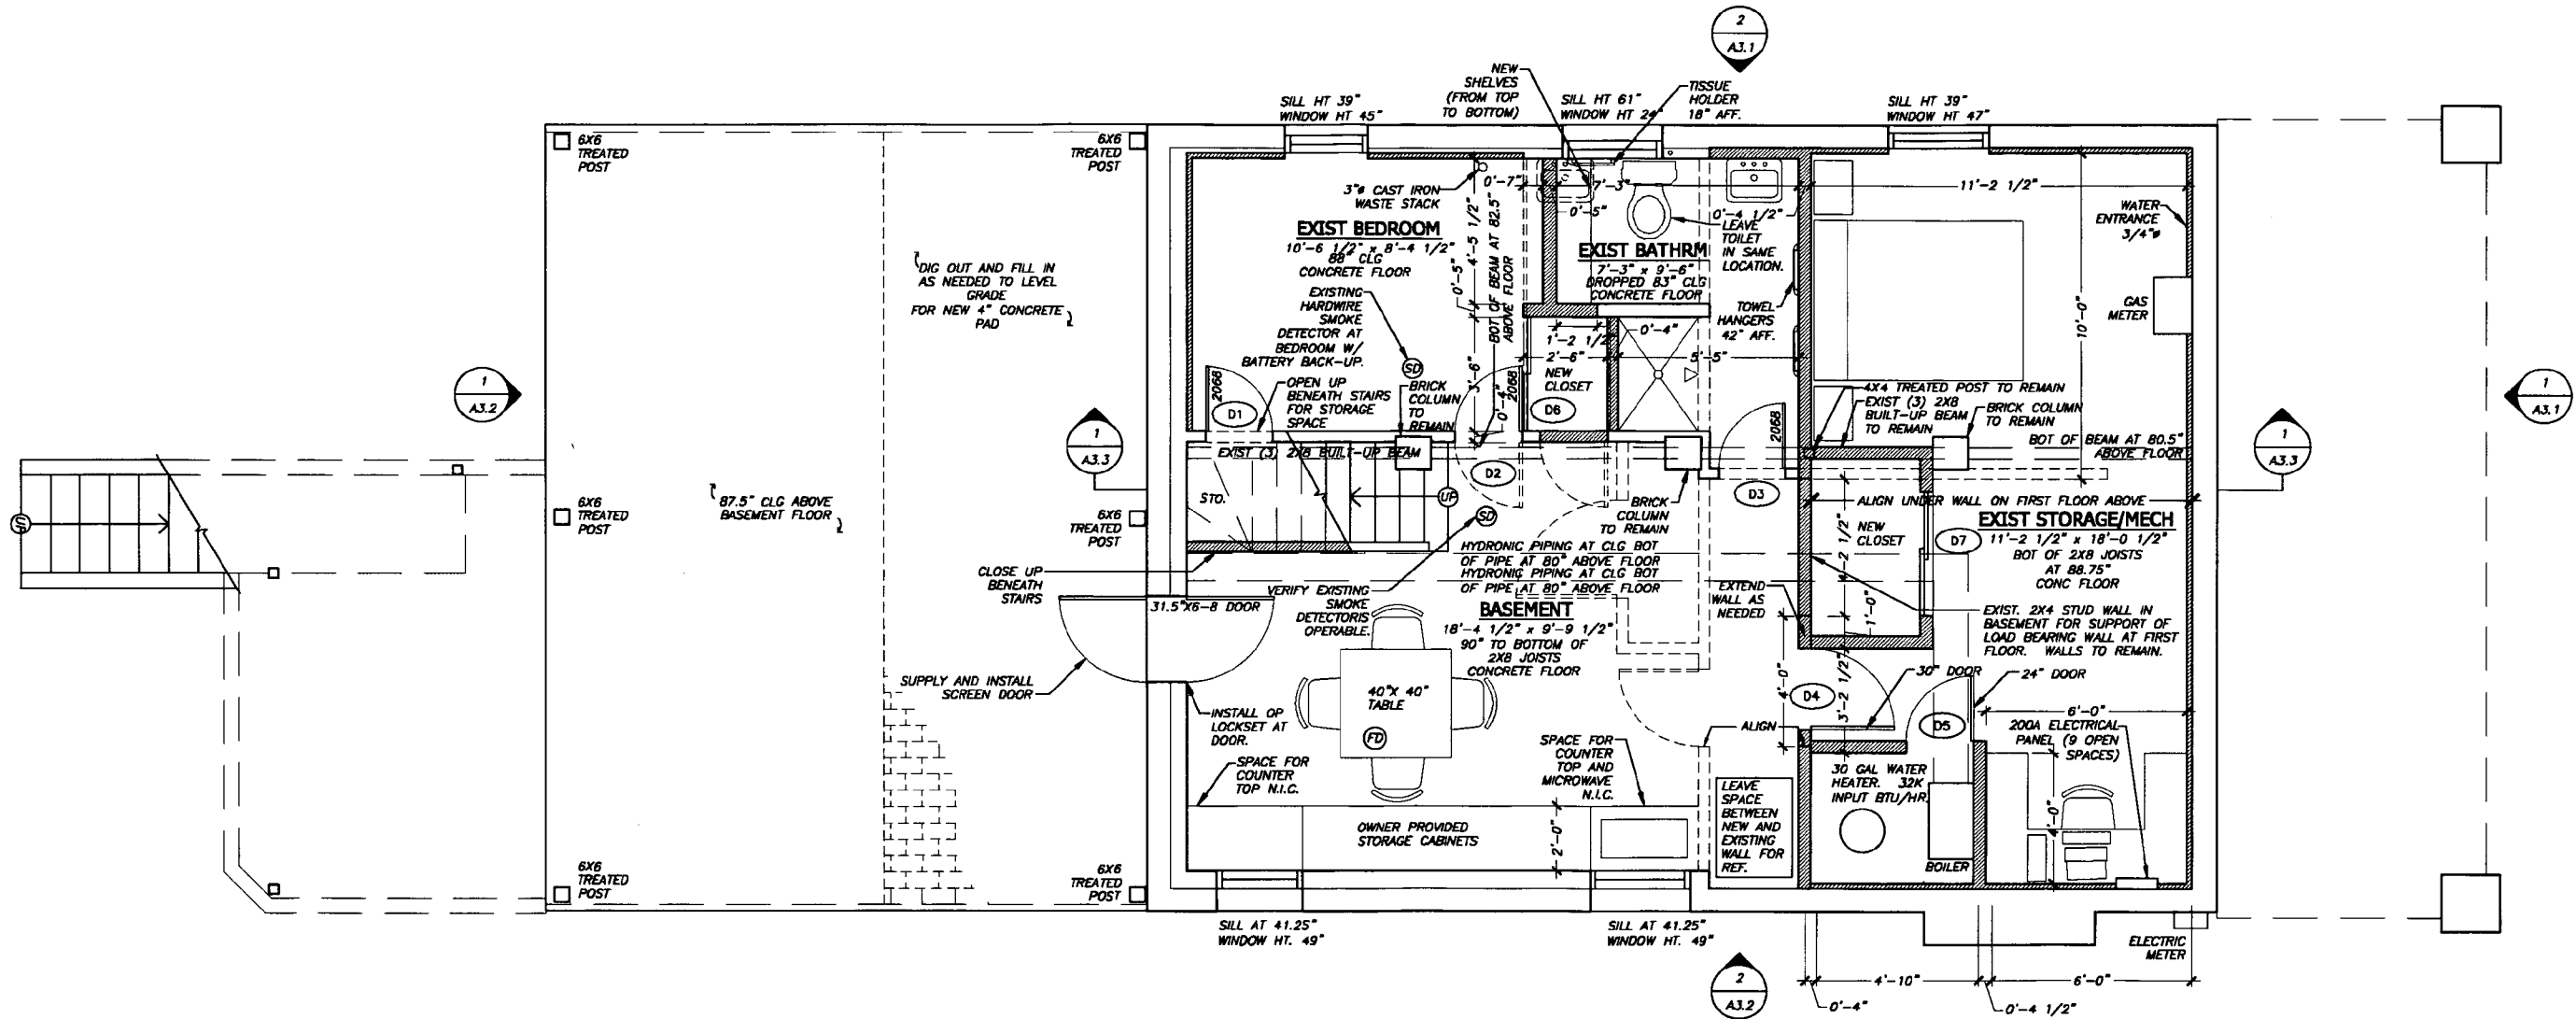 2
A3.1
NEW
SHELVES
(FROM TOP
TO BOTTOM)
TISSUE
HOLDER
18" AFF.
SILL HT 39"
WINDOW HT 45"
SILL HT 61"
WINDOW HT 24"
SILL HT 39"
WINDOW HT 47"
6X6
TREATED
POST
6X6
TREATED
POST
3"ø CAST IRON
WASTE STACK
0'-7"
7'-3"
11'-2 1/2"
0'-5"
0'-4 1/2"
4'-5 1/2"
0'-5"
BOT OF BEAM AT 82.5"
ABOVE FLOOR
WATER
ENTRANCE
3/4"ø
EXIST BEDROOM
10'-6 1/2" x 8'-4 1/2"
88" CLG
CONCRETE FLOOR
LEAVE
TOILET
IN SAME
LOCATION.
EXIST BATHRM
7'-3" x 9'-6"
DROPPED 83" CLG
CONCRETE FLOOR
DIG OUT AND FILL IN
AS NEEDED TO LEVEL
GRADE
FOR NEW 4" CONCRETE
PAD
EXISTING
HARDWIRE
SMOKE
DETECTOR AT
BEDROOM W/
BATTERY BACK-UP.
SD
TOWEL
HANGERS
42" AFF.
10'-0"
GAS
METER
0'-4"
1'-2 1/2"
2'-6"
5'-5"
3'-6"
0'-4"
NEW
CLOSET
1
A3.2
1
A3.1
2068
D1
OPEN UP
BENEATH STAIRS
FOR STORAGE
SPACE
BRICK
COLUMN
TO
REMAIN
2068
D6
2068
4X4 TREATED POST TO REMAIN
EXIST (3) 2X8
BUILT-UP BEAM
TO REMAIN
BRICK COLUMN
TO REMAIN
BOT OF BEAM AT 80.5"
ABOVE FLOOR
1
A3.3
1
A3.3
EXIST (3) 2X8 BUILT-UP BEAM
D2
D3
STO.
UP
SD
BRICK
COLUMN
TO REMAIN
ALIGN UNDER WALL ON FIRST FLOOR ABOVE
87.5" CLG ABOVE
BASEMENT FLOOR
6X6
TREATED
POST
6X6
TREATED
POST
UP
EXIST STORAGE/MECH
11'-2 1/2" x 18'-0 1/2"
BOT OF 2X8 JOISTS
AT 88.75"
CONC FLOOR
NEW
CLOSET
D7
4'-2 1/2"
1'-0"
HYDRONIC PIPING AT CLG BOT
OF PIPE AT 80" ABOVE FLOOR
HYDRONIC PIPING AT CLG BOT
OF PIPE AT 80" ABOVE FLOOR
CLOSE UP
BENEATH
STAIRS
31.5"X6-8 DOOR
VERIFY EXISTING
SMOKE
DETECTORIS
OPERABLE.
BASEMENT
18'-4 1/2" x 9'-9 1/2"
90" TO BOTTOM OF
2X8 JOISTS
CONCRETE FLOOR
EXTEND
WALL AS
NEEDED
EXIST. 2X4 STUD WALL IN
BASEMENT FOR SUPPORT OF
LOAD BEARING WALL AT FIRST
FLOOR. WALLS TO REMAIN.
SUPPLY AND INSTALL
SCREEN DOOR
40"X 40"
TABLE
FD
INSTALL OP
LOCKSET AT
DOOR.
4'-0"
3'-2 1/2"
D4
30" DOOR
24" DOOR
D5
6'-0"
200A ELECTRICAL
PANEL (9 OPEN
SPACES)
ALIGN
SPACE FOR
COUNTER
TOP N.I.C.
SPACE FOR
COUNTER
TOP AND
MICROWAVE
N.I.C.
30 GAL WATER
HEATER. 32K
INPUT BTU/HR.
LEAVE
SPACE
BETWEEN
NEW AND
EXISTING
WALL FOR
REF.
OWNER PROVIDED
STORAGE CABINETS
2'-0"
4'-0"
BOILER
6X6
TREATED
POST
6X6
TREATED
POST
SILL AT 41.25"
WINDOW HT. 49"
SILL AT 41.25"
WINDOW HT. 49"
ELECTRIC
METER
2
A3.2
4'-10"
6'-0"
0'-4"
0'-4 1/2"